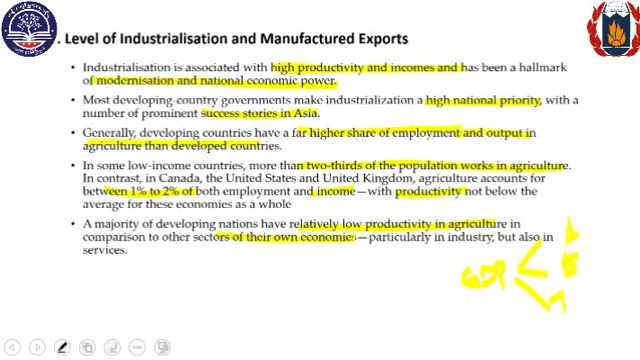 . Level of Industrialisation and Manufactured Exports
• Industrialisation is associated with high productivity and incomes and has been a hallmark
of modernisation and national economic power.
• Most developing-country governments make industrialization a high national priority, with a
number of prominent success stories in Asia.
• Generally, developing countries have a far higher share of employment and output in
agriculture than developed countries.
• In some low-income countries, more than two-thirds of the population works in agriculture.
In contrast, in Canada, the United States and United Kingdom, agriculture accounts for
between 1% to 2% of both employment and income—with productivity not below the
average for these economies as a whole
• A majority of developing nations have relatively low productivity in agriculture in
comparison to other sectors of their own economies—particularly in industry, but also in
services.
GDP